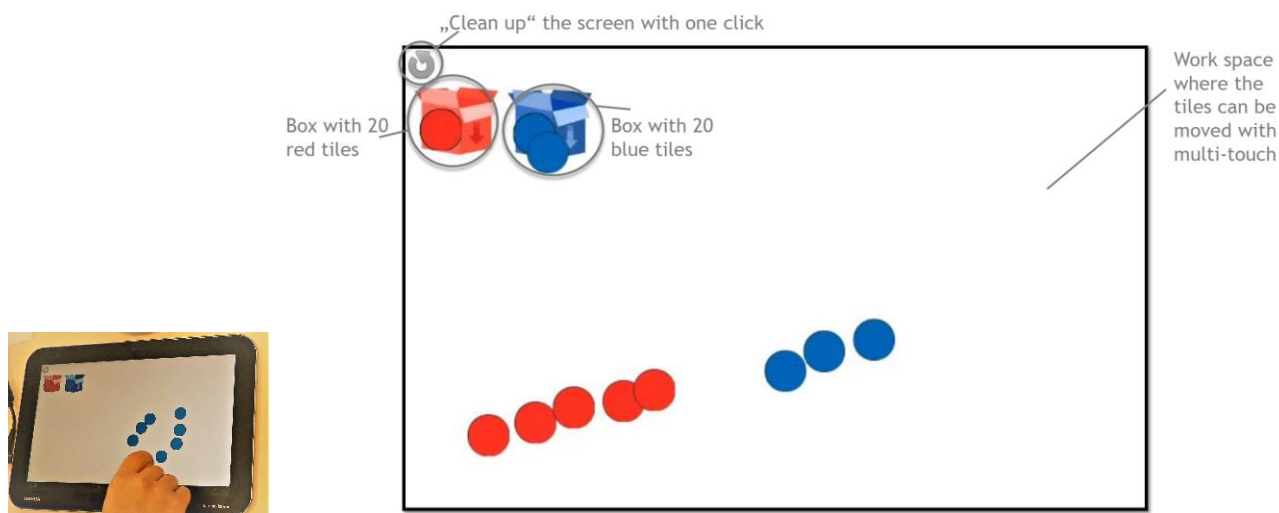 „Clean up“ the screen with one click
Box with 20
red tiles
Box with 20
blue tiles
Work space
where the
tiles can be
moved with
multi-touch